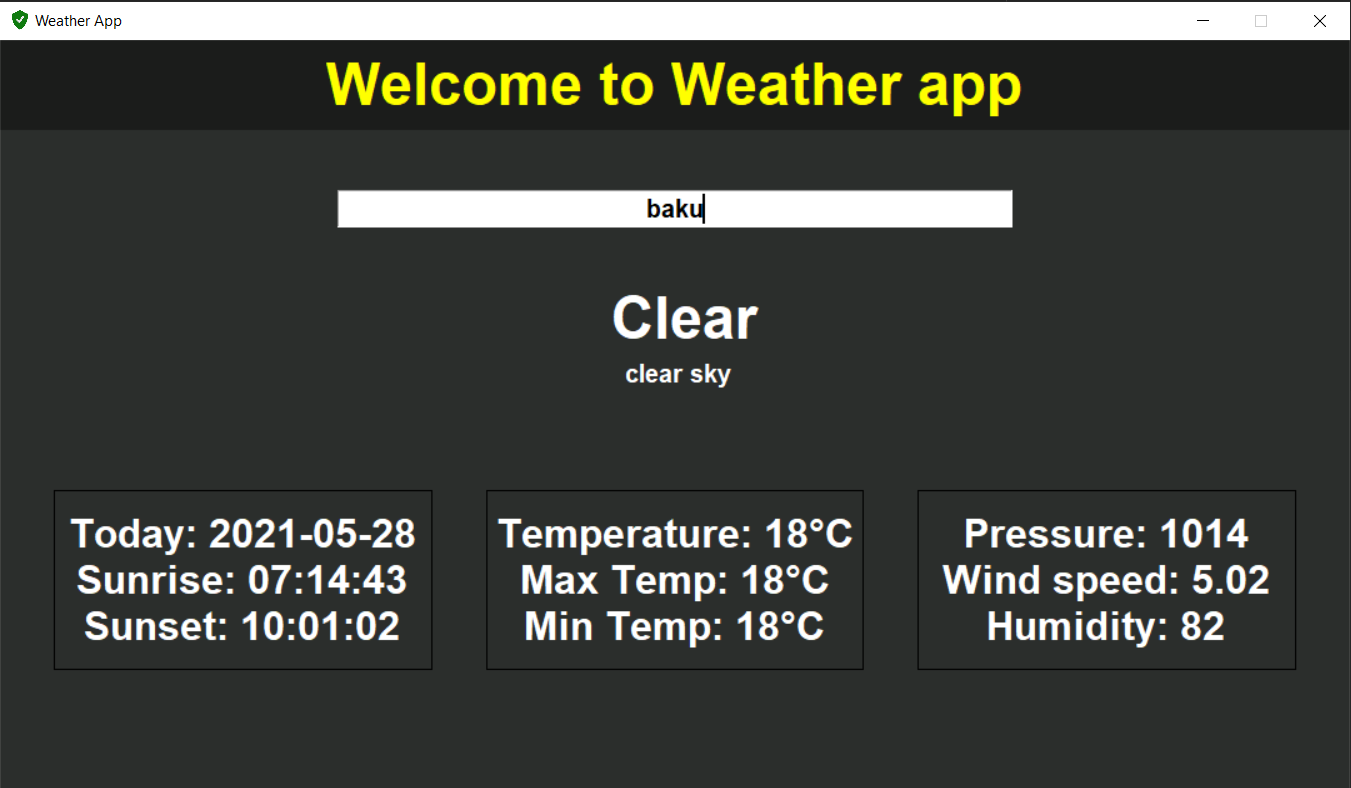 Weather App
Welcome to Weather app
baku
Clear
clear sky
Today: 2021-05-28
Sunrise: 07:14:43
Sunset: 10:01:02
Temperature: 18°C
Max Temp: 18°C
Min Temp: 18°C
Pressure: 1014
Wind speed: 5.02
Humidity: 82